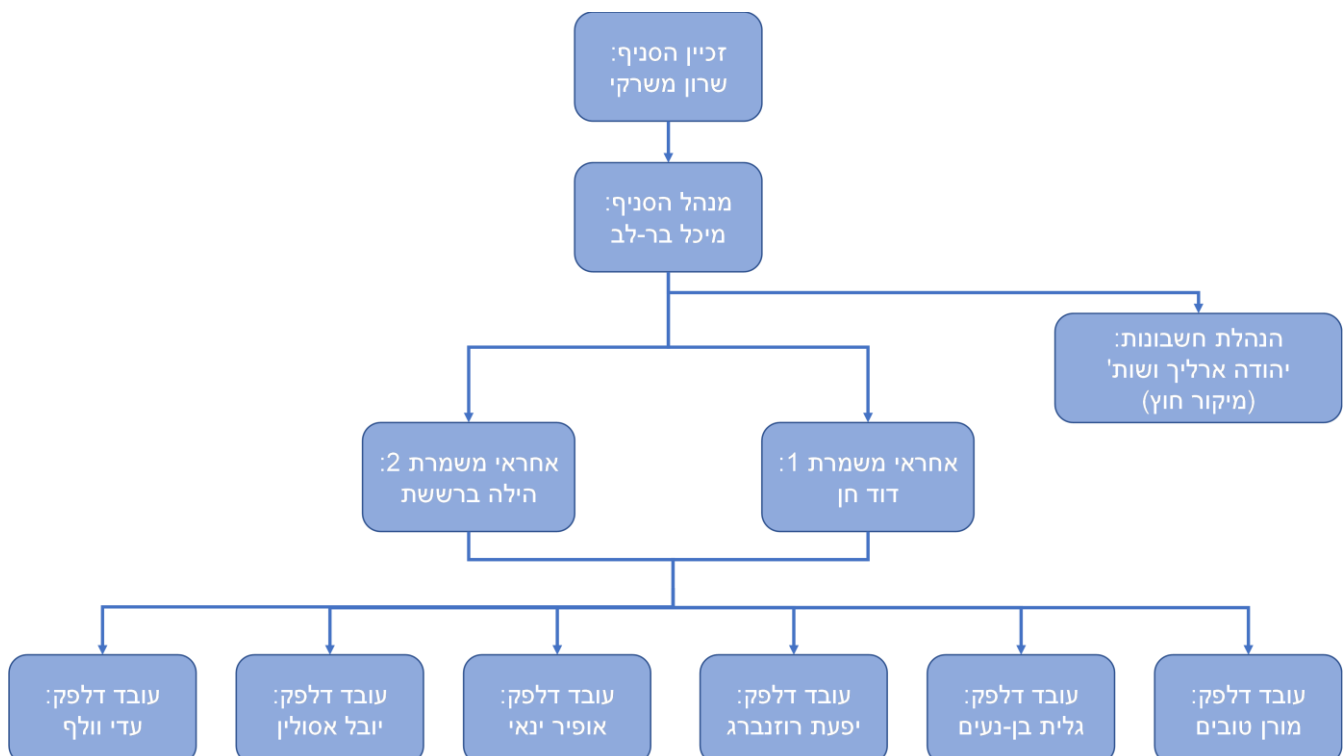 זכיין הסניף:
שרון משרקי
מנהל הסניף:
מיכל בר-לב
הנהלת חשבונות:
יהודה ארליך ושות'
(מיקור חוץ)
אחראי משמרת 1:
דוד חן
אחראי משמרת 2:
הילה ברששת
עובד דלפק:
מורן טובים
עובד דלפק:
גלית בן-נעים
עובד דלפק:
יפעת רוזנברג
עובד דלפק:
אופיר ינאי
עובד דלפק:
יובל אסולין
עובד דלפק:
עדי וולף